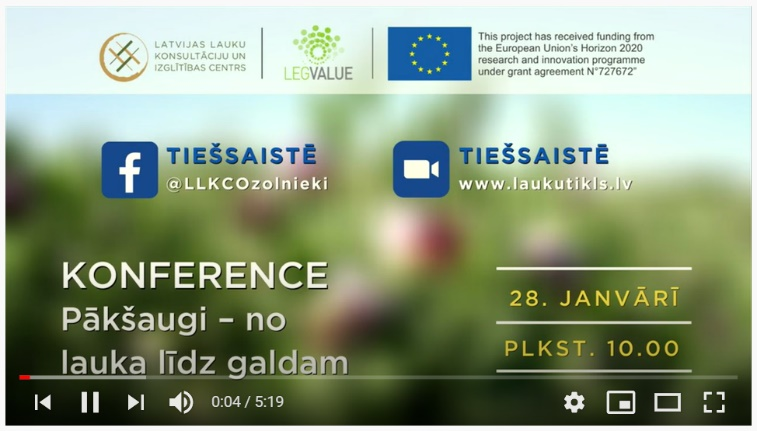 LATVIJAS LAUKU
KONSULTĀCIJU UN
IZGLĪTĪBAS CENTRS
LEGVALUE
This project has received funding from
the European Union's Horizon 2020
research and innovation programme
under grant agreement N°727672"
TIEŠSAISTĒ
@LLKCOzolnieki
TIEŠSAISTĒ
www.laukutikls.lv
KONFERENCE
Pākšaugi – no
lauka līdz galdam
28. JANVĀRĪ
PLKST. 10.00
0:04 / 5:19